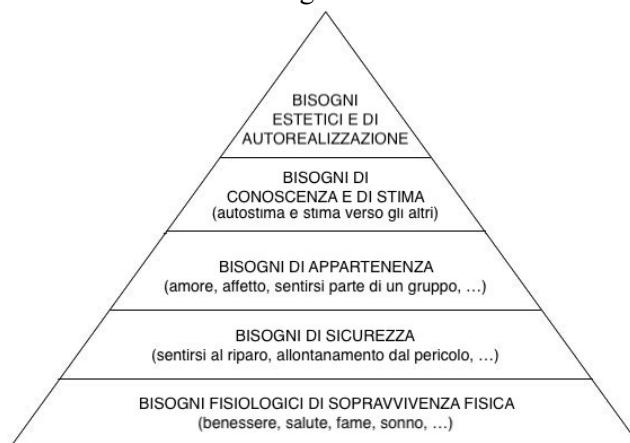 BISOGNI
ESTETICI E DI
AUTOREALIZZAZIONE
BISOGNI DI
CONOSCENZA E DI STIMA
(autostima e stima verso gli altri)
BISOGNI DI APPARTENENZA
(amore, affetto, sentirsi parte di un gruppo, ...)
BISOGNI DI SICUREZZA
(sentirsi al riparo, allontanamento dal pericolo, ...)
BISOGNI FISIOLOGICI DI SOPRAVVIVENZA FISICA
(benessere, salute, fame, sonno, ...)